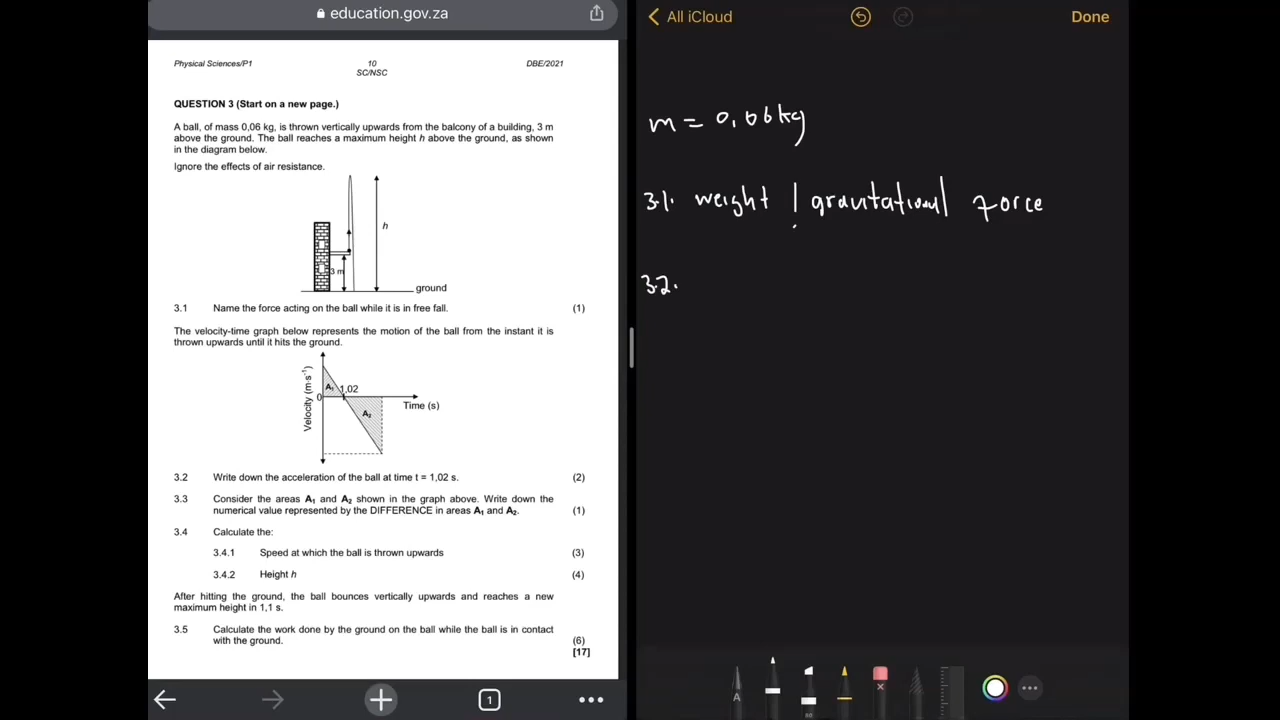 education.gov.za
All iCloud
Done
Physical Sciences/P1 10 DBE/2021
SC/NSC
QUESTION 3 (Start on a new page.)
A ball, of mass 0,06 kg, is thrown vertically upwards from the balcony of a building, 3 m
above the ground. The ball reaches a maximum height h above the ground, as shown
in the diagram below.
Ignore the effects of air resistance.
h
3 m
ground
3.1 Name the force acting on the ball while it is in free fall. (1)
The velocity-time graph below represents the motion of the ball from the instant it is
thrown upwards until it hits the ground.
Velocity (m·s⁻¹)
A₁
1,02
0
Time (s)
A₂
3.2 Write down the acceleration of the ball at time t = 1,02 s. (2)
3.3 Consider the areas A₁ and A₂ shown in the graph above. Write down the
numerical value represented by the DIFFERENCE in areas A₁ and A₂. (1)
3.4 Calculate the:
3.4.1 Speed at which the ball is thrown upwards (3)
3.4.2 Height h (4)
After hitting the ground, the ball bounces vertically upwards and reaches a new
maximum height in 1,1 s.
3.5 Calculate the work done by the ground on the ball while the ball is in contact
with the ground. (6)
[17]
1
m = 0,06kg
3.1. weight | gravitational force
3.2.
A